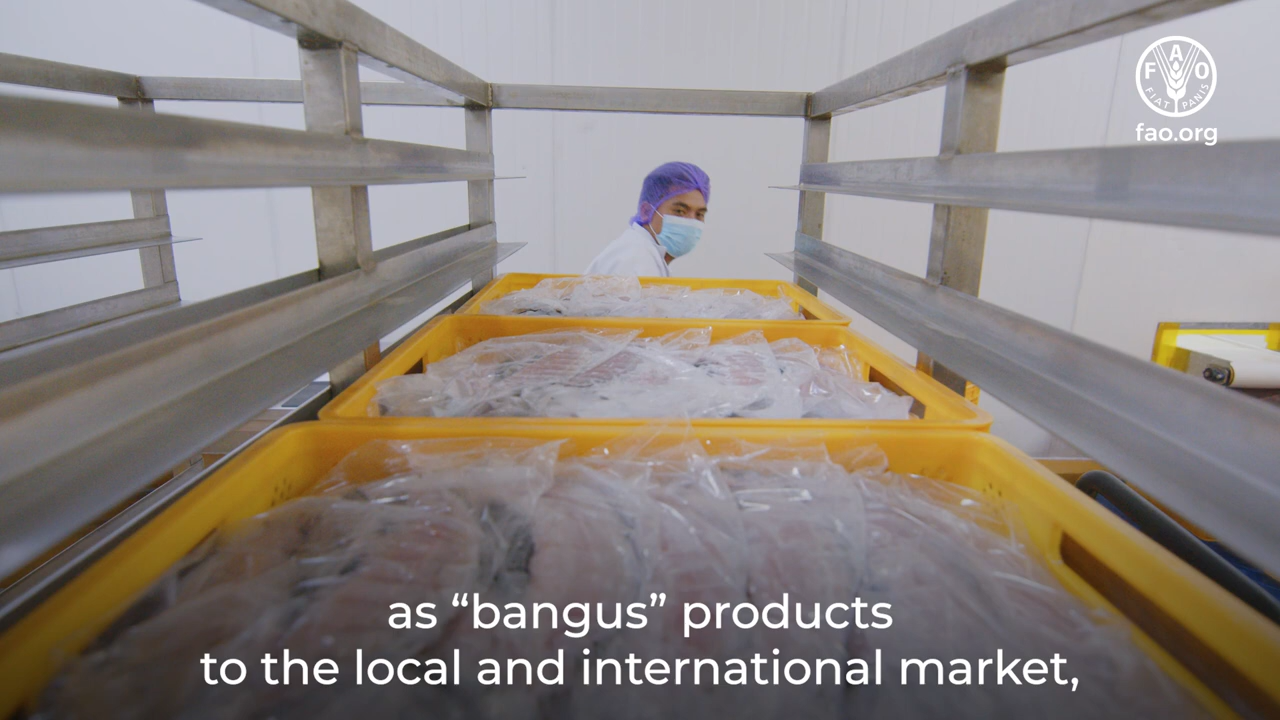 FAO
FIAT PANIS
fao.org
as “bangus” products
to the local and international market,